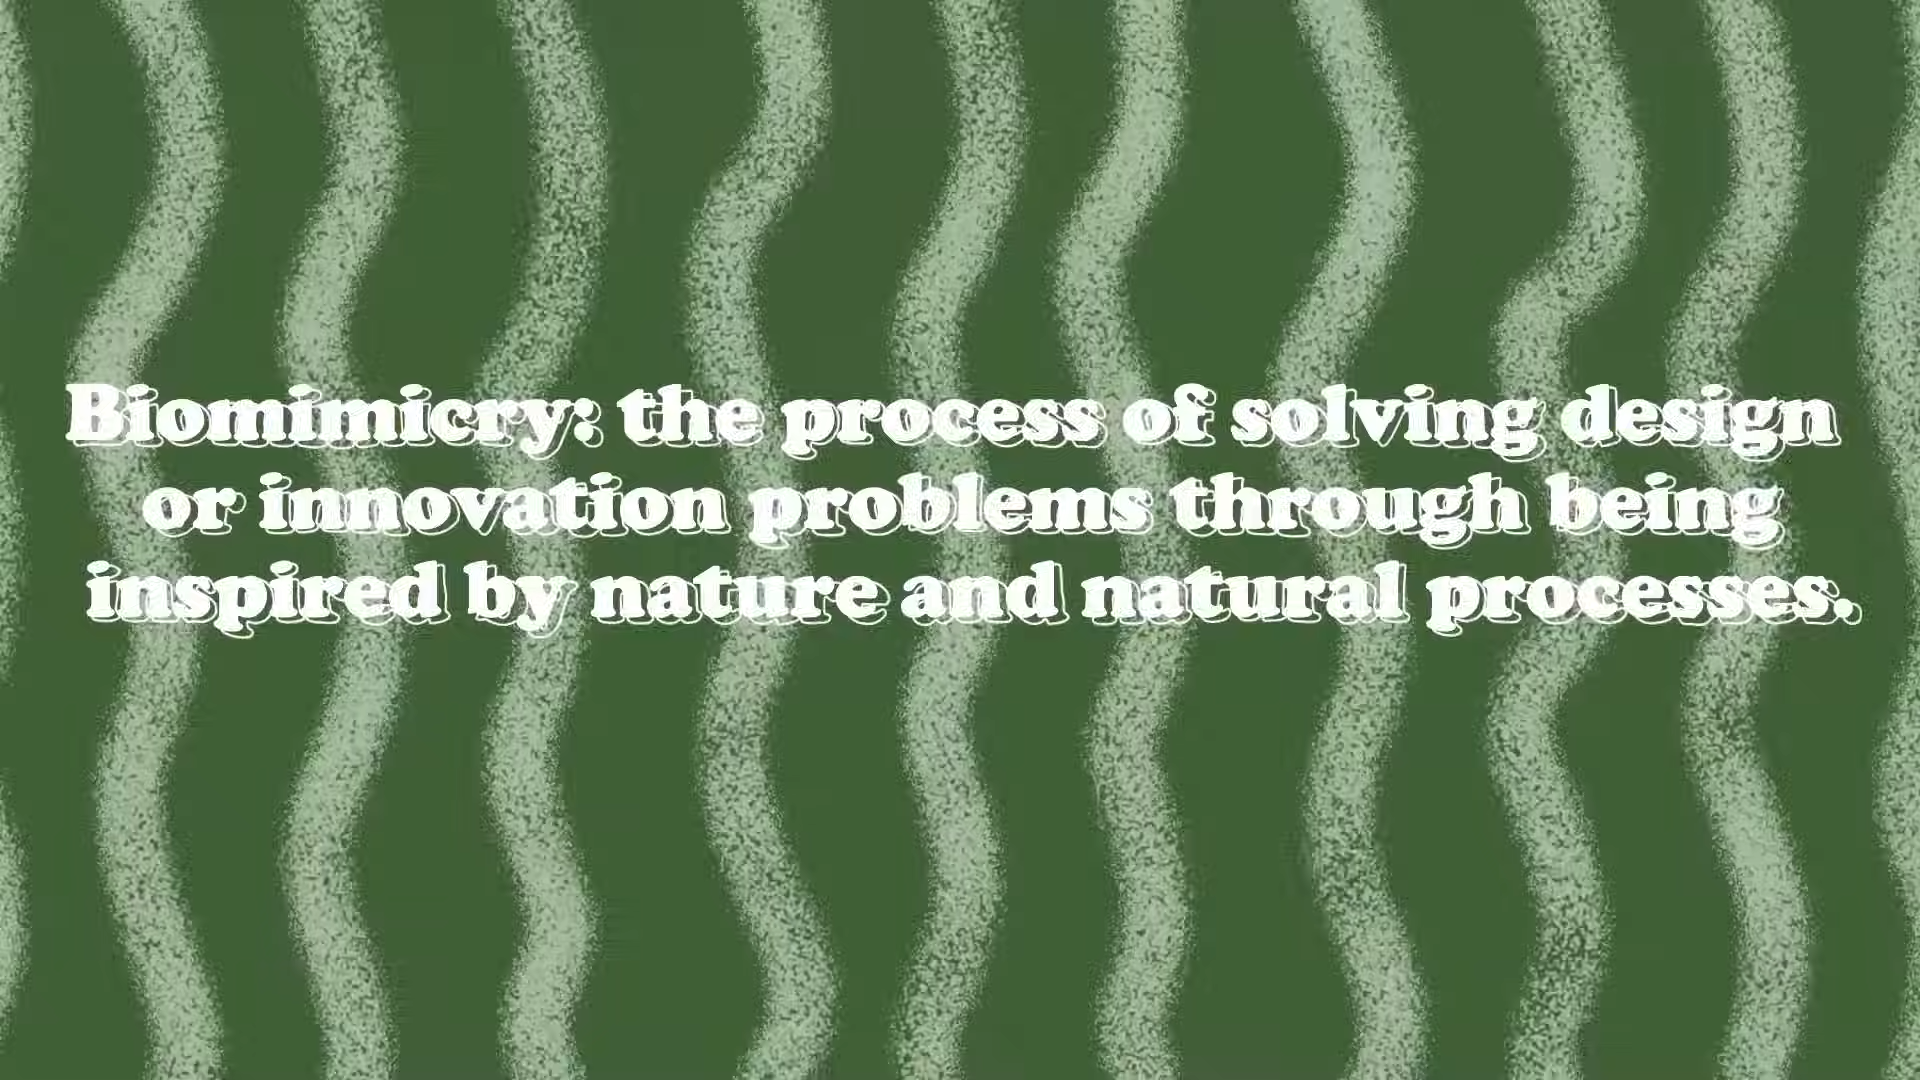 Biomimicry: the process of solving design
or innovation problems through being
inspired by nature and natural processes.